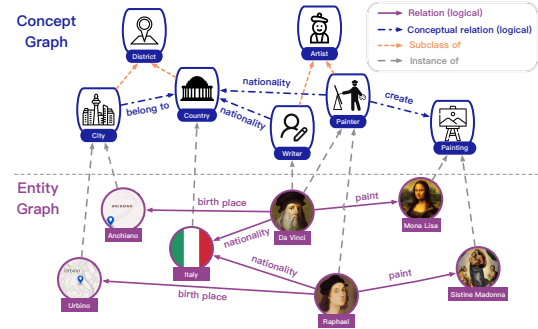 Concept
Graph
Relation (logical)
Conceptual relation (logical)
Subclass of
Instance of
District
Artist
nationality
create
belong to
nationality
City
Country
Writer
Painter
Painting
Entity
Graph
ANCHIANO
birth place
paint
Anchiano
Da Vinci
Mona Lisa
nationality
Urbino
Italy
nationality
paint
birth place
Urbino
Raphael
Sistine Madonna